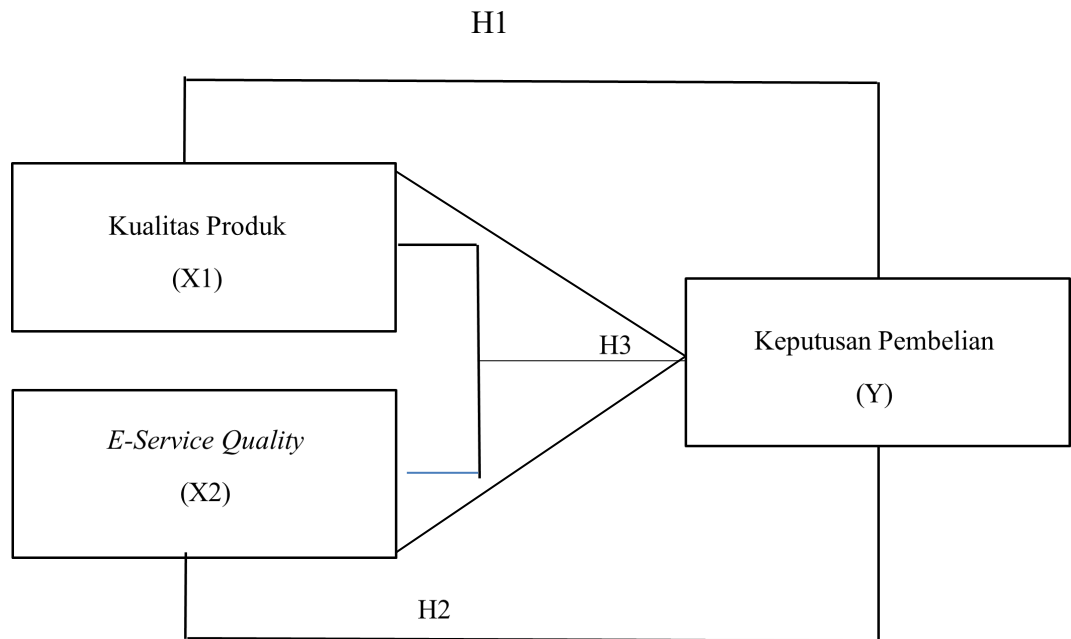 H1
Kualitas Produk
(X1)
H3
Keputusan Pembelian
(Y)
E-Service Quality
(X2)
H2